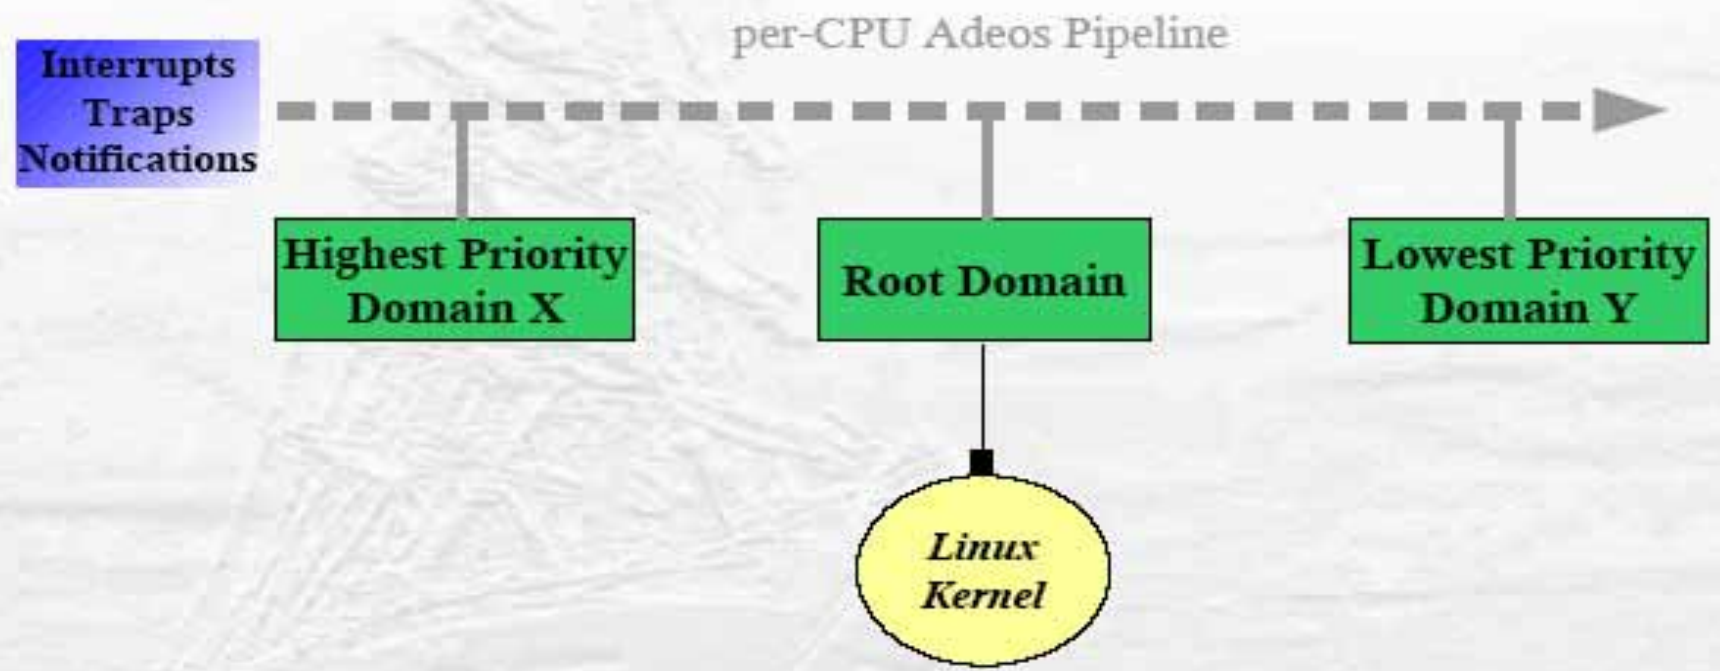 per-CPU Adeos Pipeline
Interrupts
Traps
Notifications
Highest Priority
Domain X
Root Domain
Lowest Priority
Domain Y
Linux
Kernel